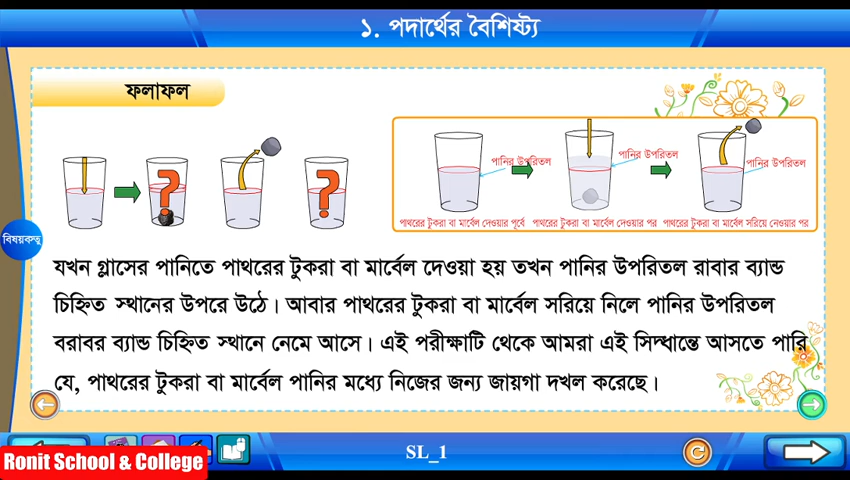 ১. পদার্থের বৈশিষ্ট্য
ফলাফল
পানির উপরিতল
পানির উপরিতল
পানির উপরিতল
পাথরের টুকরা বা মার্বেল দেওয়ার পূর্বে
পাথরের টুকরা বা মার্বেল দেওয়ার পর
পাথরের টুকরা বা মার্বেল সরিয়ে নেওয়ার পর
বিষয়বস্তু
যখন গ্লাসের পানিতে পাথরের টুকরা বা মার্বেল দেওয়া হয় তখন পানির উপরিতল রাবার ব্যান্ড
চিহ্নিত স্থানের উপরে উঠে। আবার পাথরের টুকরা বা মার্বেল সরিয়ে নিলে পানির উপরিতল
বরাবর ব্যান্ড চিহ্নিত স্থানে নেমে আসে। এই পরীক্ষাটি থেকে আমরা এই সিদ্ধান্তে আসতে পারি
যে, পাথরের টুকরা বা মার্বেল পানির মধ্যে নিজের জন্য জায়গা দখল করেছে।
SL_1
Ronit School & College